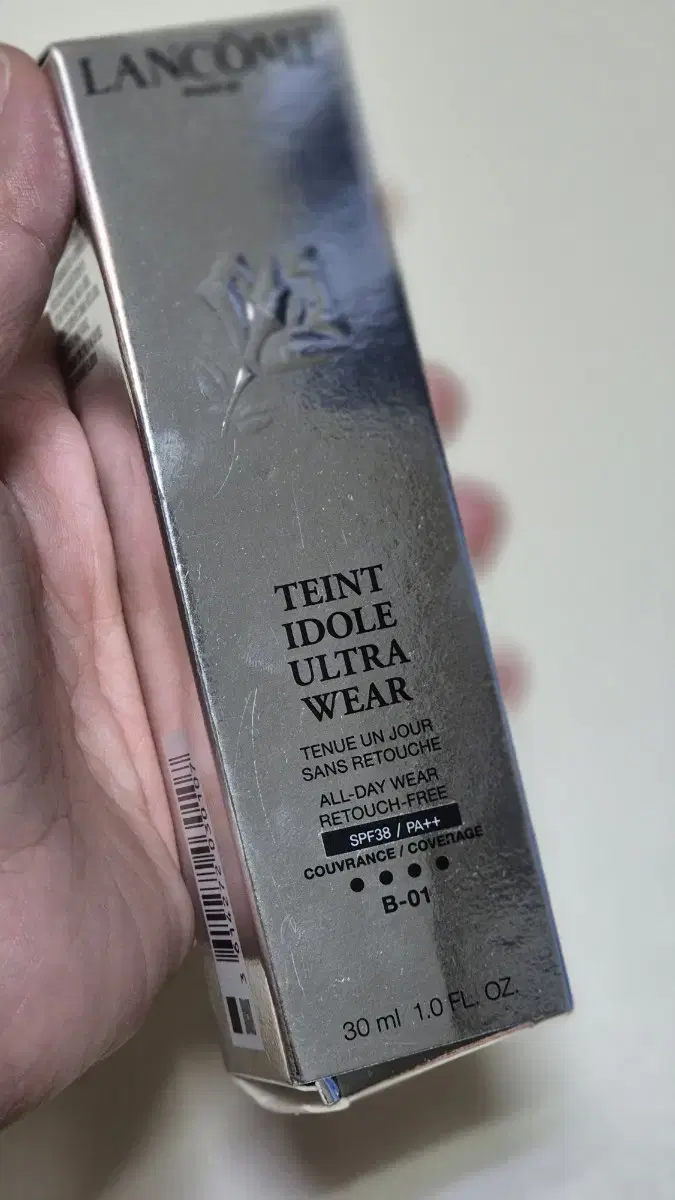 LANCÔME
TEINT
IDOLE
ULTRA
WEAR
TENUE UN JOUR
SANS RETOUCHE
ALL-DAY WEAR
RETOUCH-FREE
SPF38 / PA++
COUVRANCE / COVERAGE
B-01
30 ml 1.0 FL. OZ.